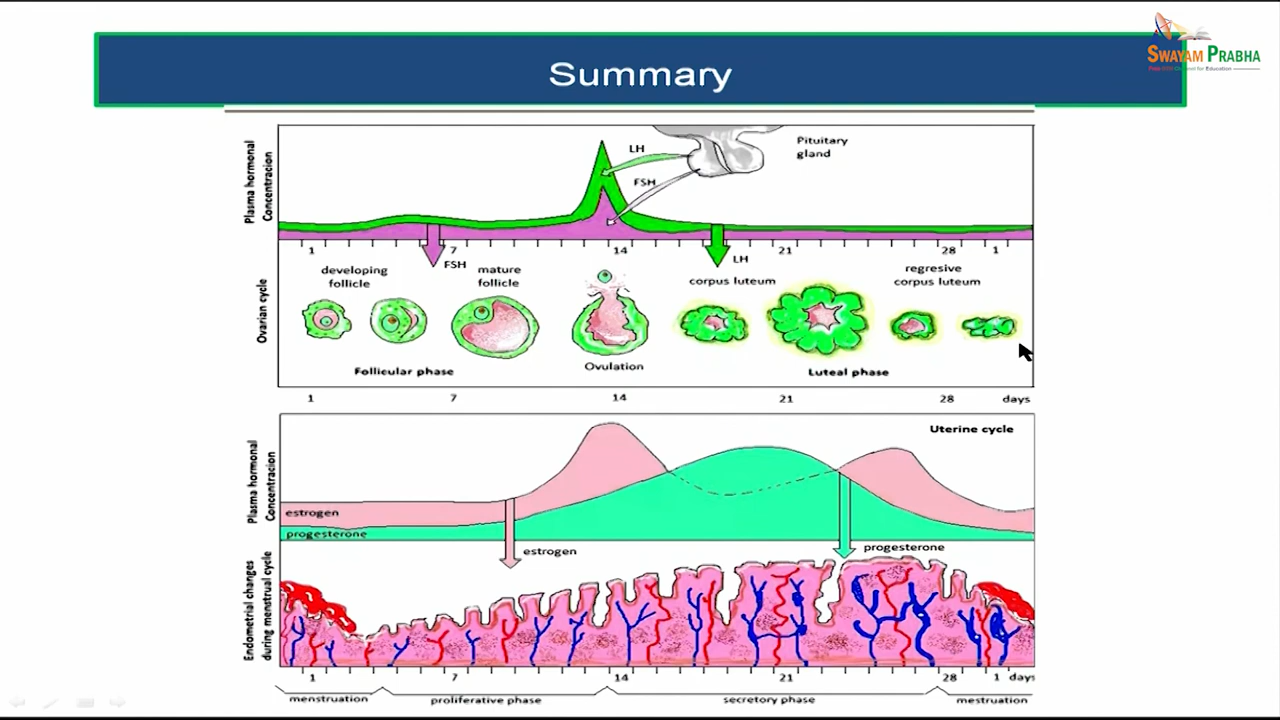 SWAYAM PRABHA
Summary
Plasma hormonal
Concentracion
LH
FSH
Pituitary
gland
1 7 14 21 28 1
Ovarian cycle
developing
follicle
FSH
mature
follicle
LH
corpus luteum
regresive
corpus luteum
Follicular phase
Ovulation
Luteal phase
1 7 14 21 28 days
Uterine cycle
Plasma hormonal
Concentracion
estrogen
progesterone
estrogen
progesterone
Endometrial changes
during menstrual cycle
1 7 14 21 28 1 days
menstruation
proliferative phase
secretory phase
mestruation